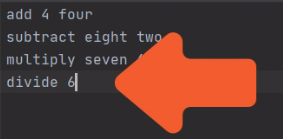 add 4 four
subtract eight two
multiply seven
divide 6